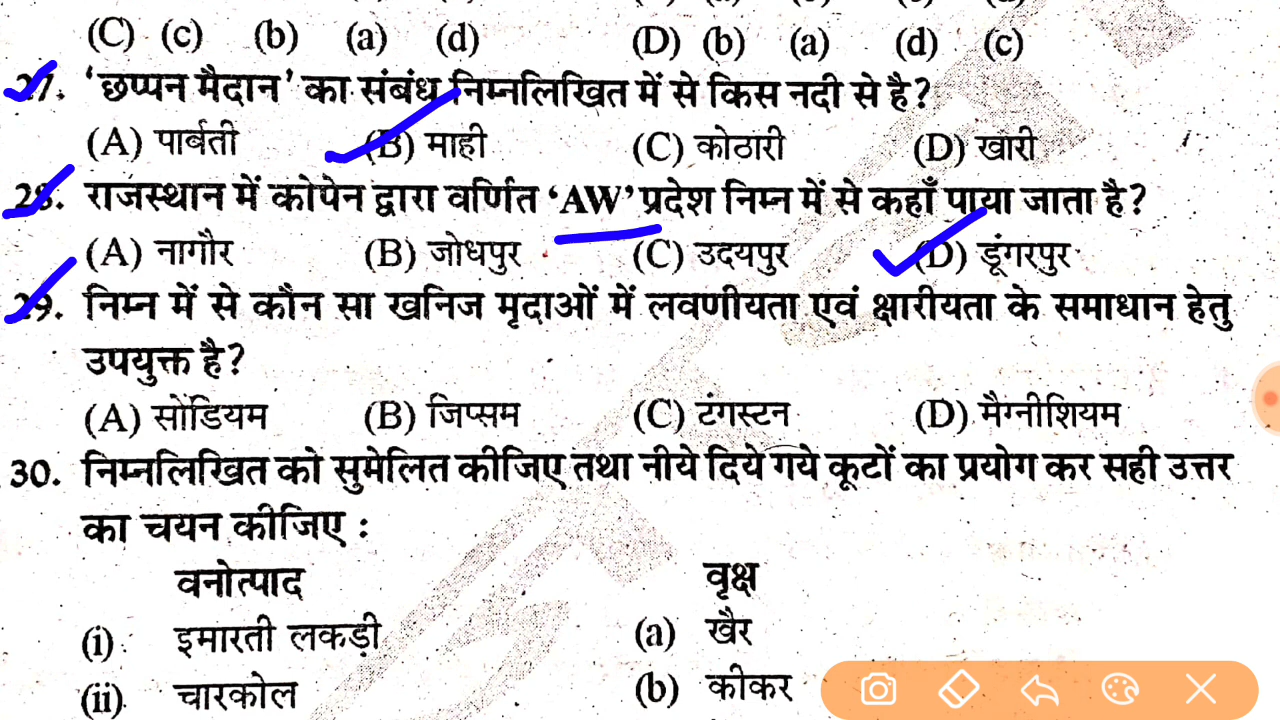 (C) (c) (b) (a) (d) (D) (b) (a) (d) (c)
27. 'छप्पन मैदान' का संबंध निम्नलिखित में से किस नदी से है?
(A) पार्बती (B) माही (C) कोठारी (D) खारी
28. राजस्थान में कोपेन द्वारा वर्णित 'AW' प्रदेश निम्न में से कहाँ पाया जाता है?
(A) नागौर (B) जोधपुर (C) उदयपुर (D) डूंगरपुर
29. निम्न में से कौन सा खनिज मृदाओं में लवणीयता एवं क्षारीयता के समाधान हेतु
उपयुक्त है?
(A) सोडियम (B) जिप्सम (C) टंगस्टन (D) मैग्नीशियम
30. निम्नलिखित को सुमेलित कीजिए तथा नीये दिये गये कूटों का प्रयोग कर सही उत्तर
का चयन कीजिए :
वनोत्पाद वृक्ष
(i) इमारती लकड़ी (a) खैर
(ii) चारकोल (b) कीकर